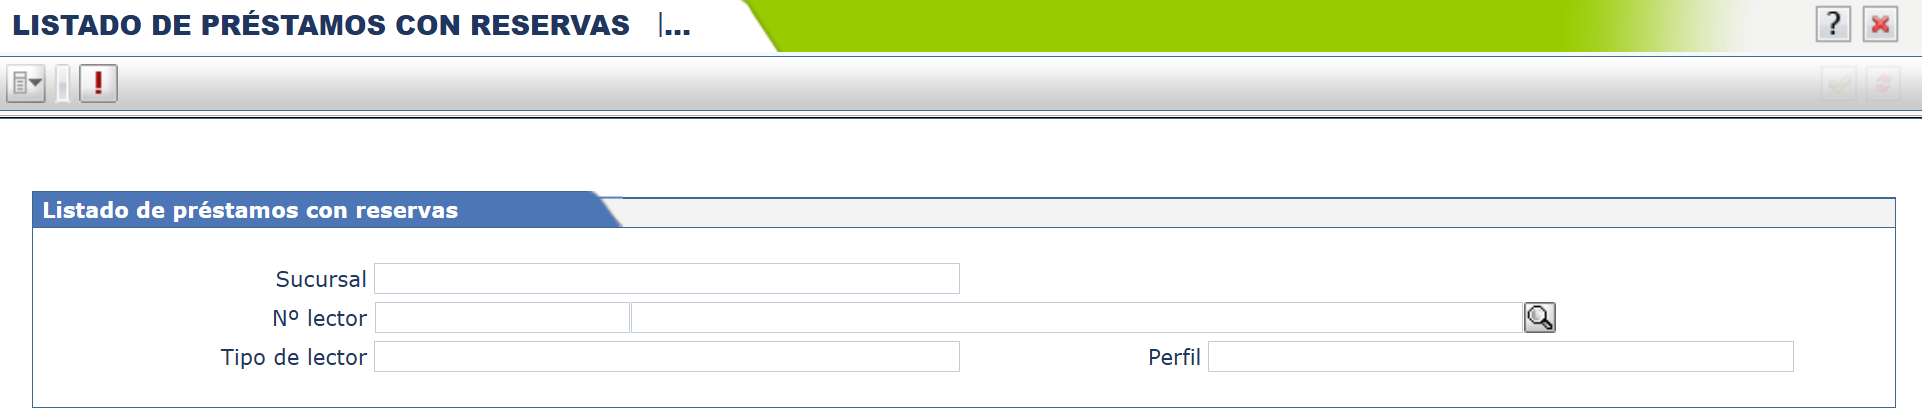 LISTADO DE PRÉSTAMOS CON RESERVAS |...
?
!
Listado de préstamos con reservas
Sucursal
Nº lector
Tipo de lector Perfil